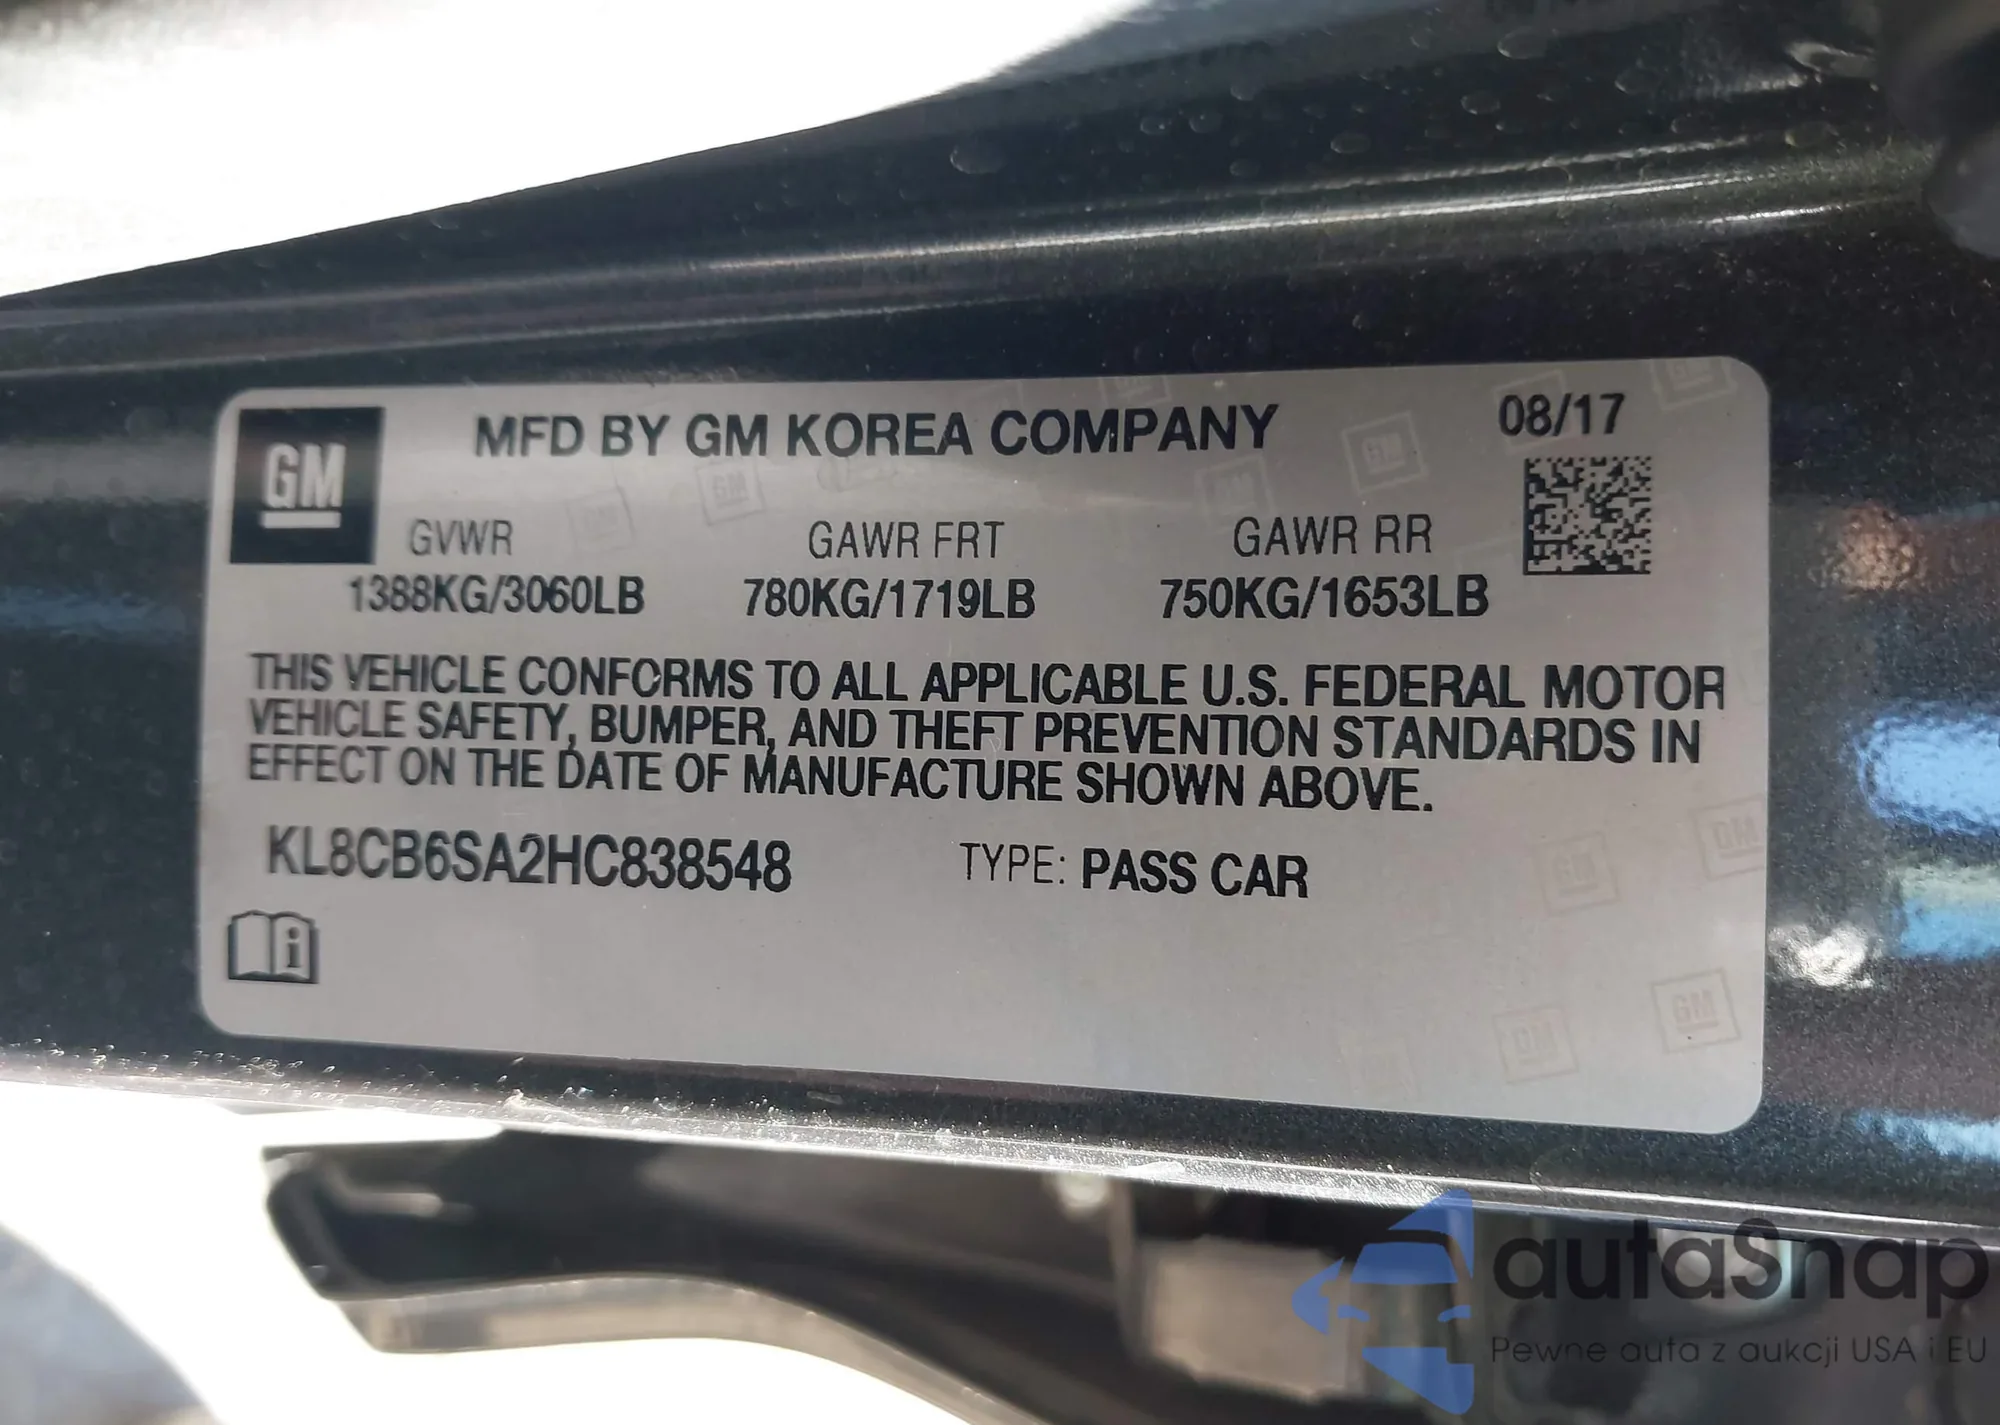 GM
MFD BY GM KOREA COMPANY
08/17
GVWR
GAWR FRT
GAWR RR
1388KG/3060LB
780KG/1719LB
750KG/1653LB
THIS VEHICLE CONFORMS TO ALL APPLICABLE U.S. FEDERAL MOTOR
VEHICLE SAFETY, BUMPER, AND THEFT PREVENTION STANDARDS IN
EFFECT ON THE DATE OF MANUFACTURE SHOWN ABOVE.
KL8CB6SA2HC838548
TYPE: PASS CAR
autaSnap
Pewne auta z aukcji USA i EU